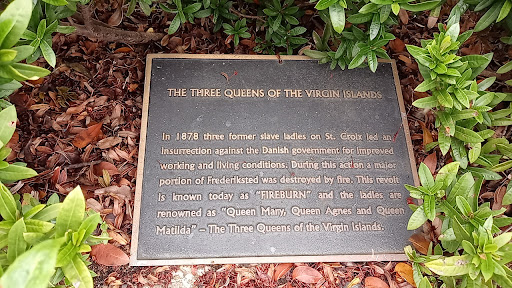 THE THREE QUEENS OF THE VIRGIN ISLANDS
In 1878 three former slave ladies on St. Croix led an
insurrection against the Danish government for improved
working and living conditions. During this action a major
portion of Frederiksted was destroyed by fire. This revolt
is known today as "FIREBURN" and the ladies are
renowned as "Queen Mary, Queen Agnes and Queen
Matilda" – The Three Queens of the Virgin Islands.